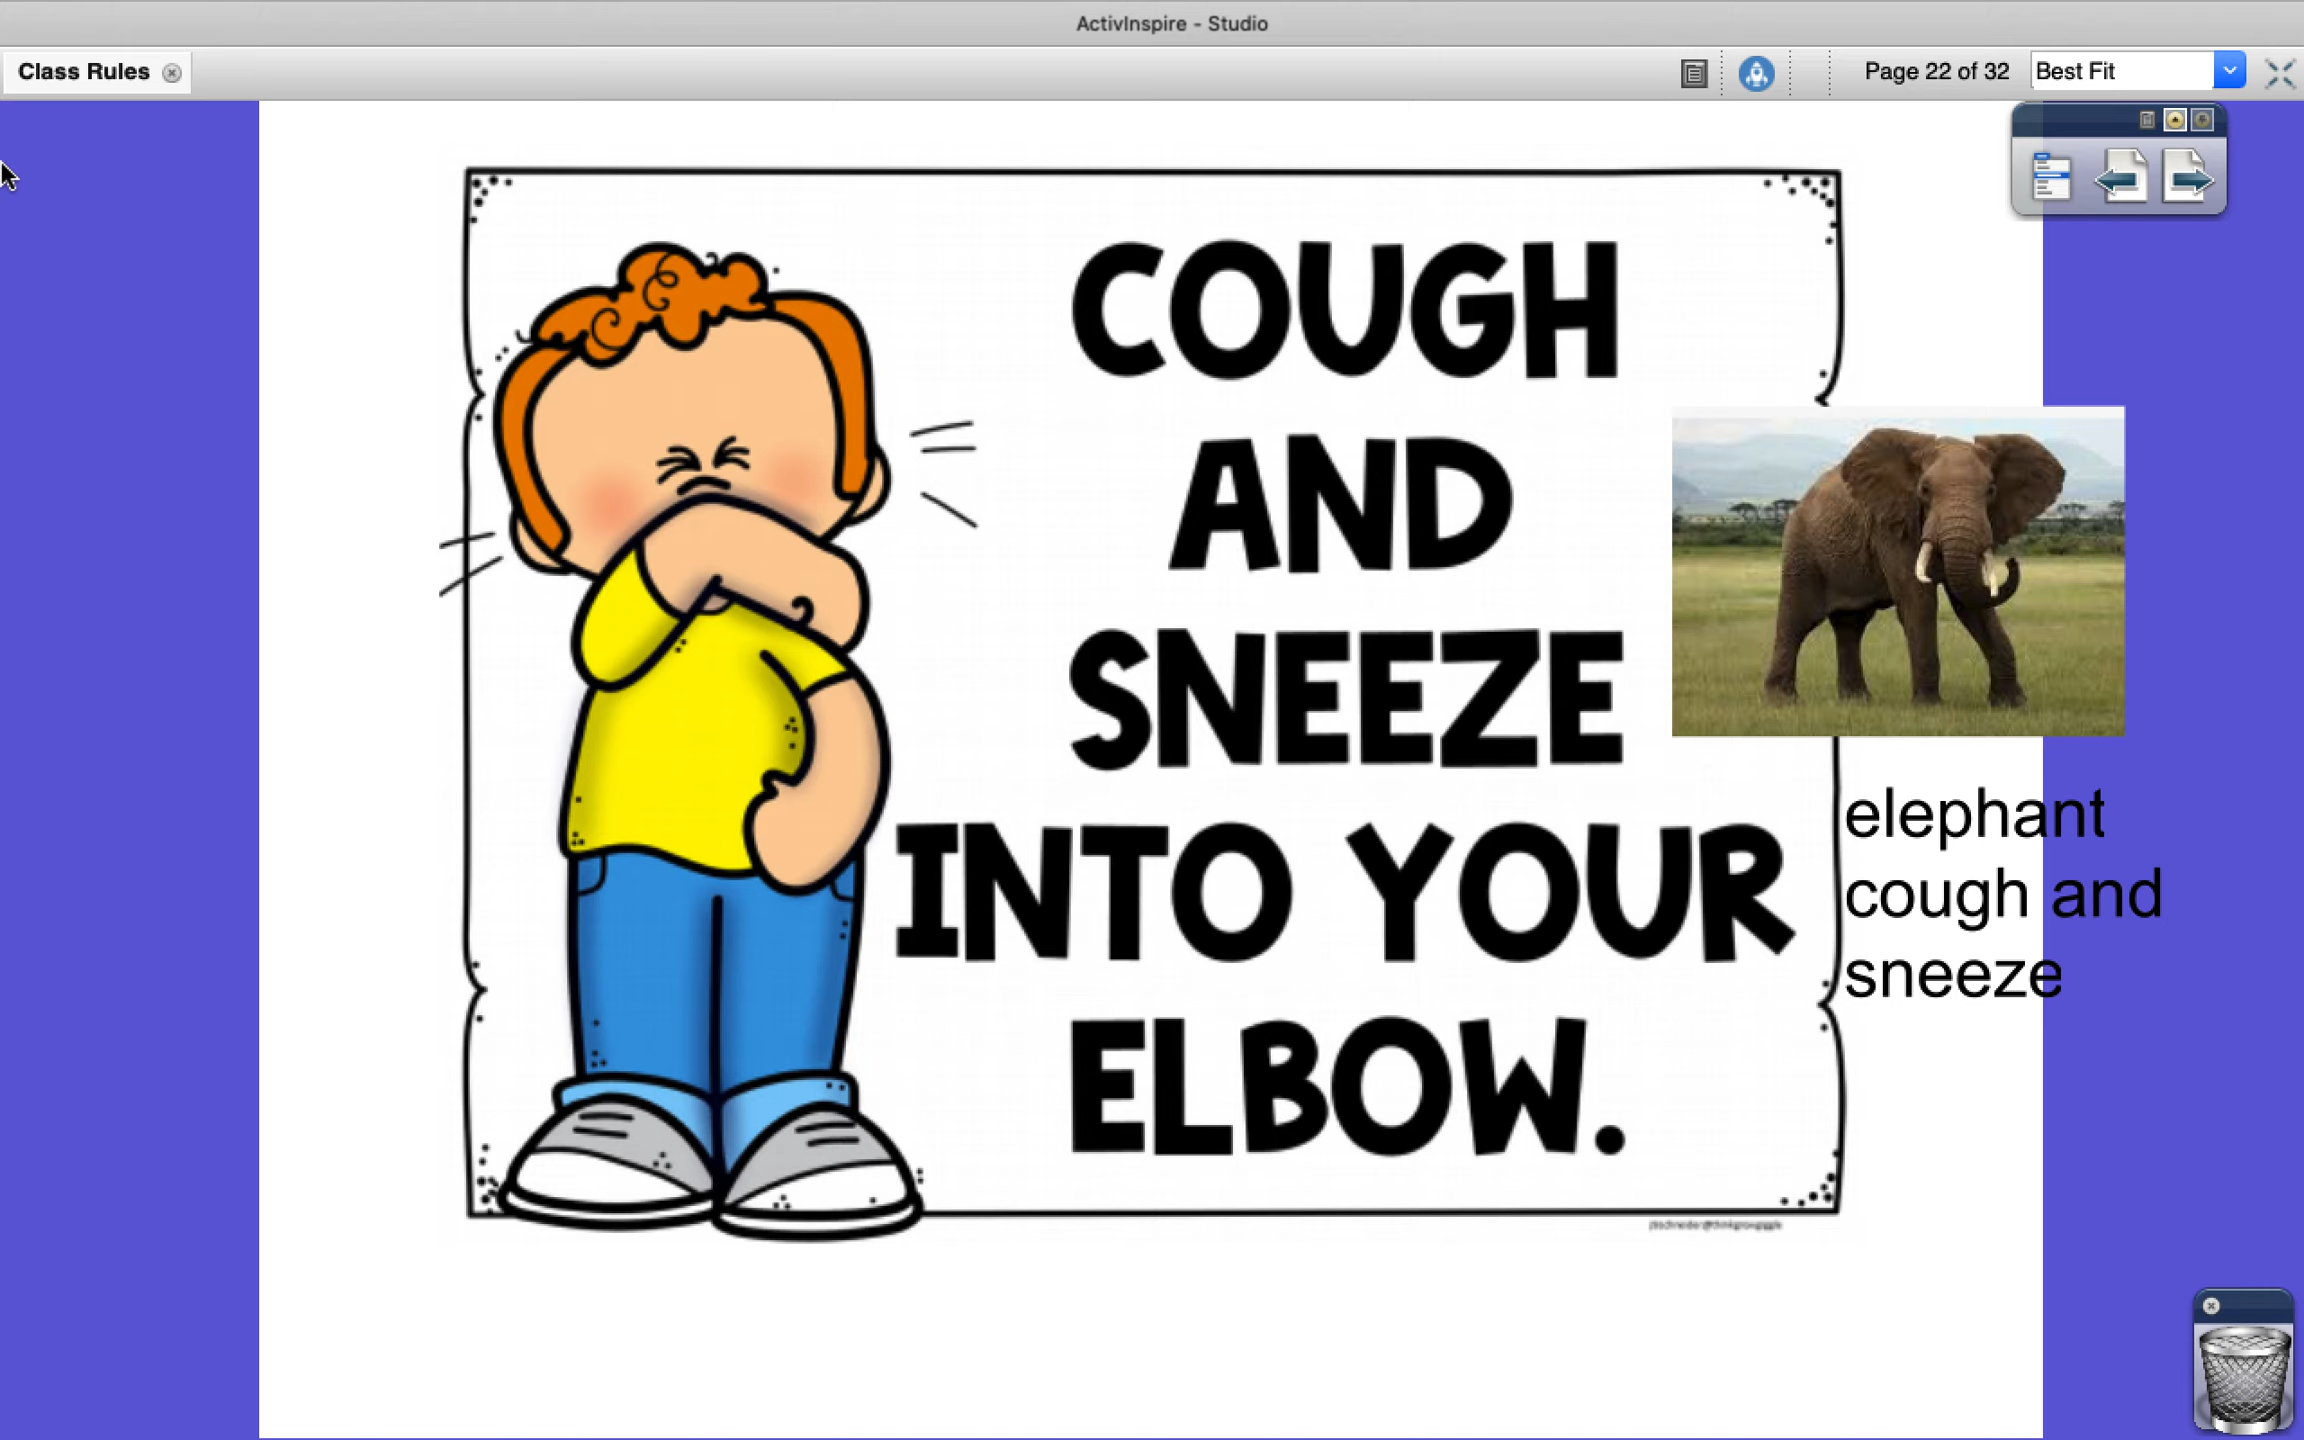 ActivInspire - Studio
Class Rules
Page 22 of 32
Best Fit
COUGH
AND
SNEEZE
INTO YOUR
ELBOW.
elephant
cough and
sneeze